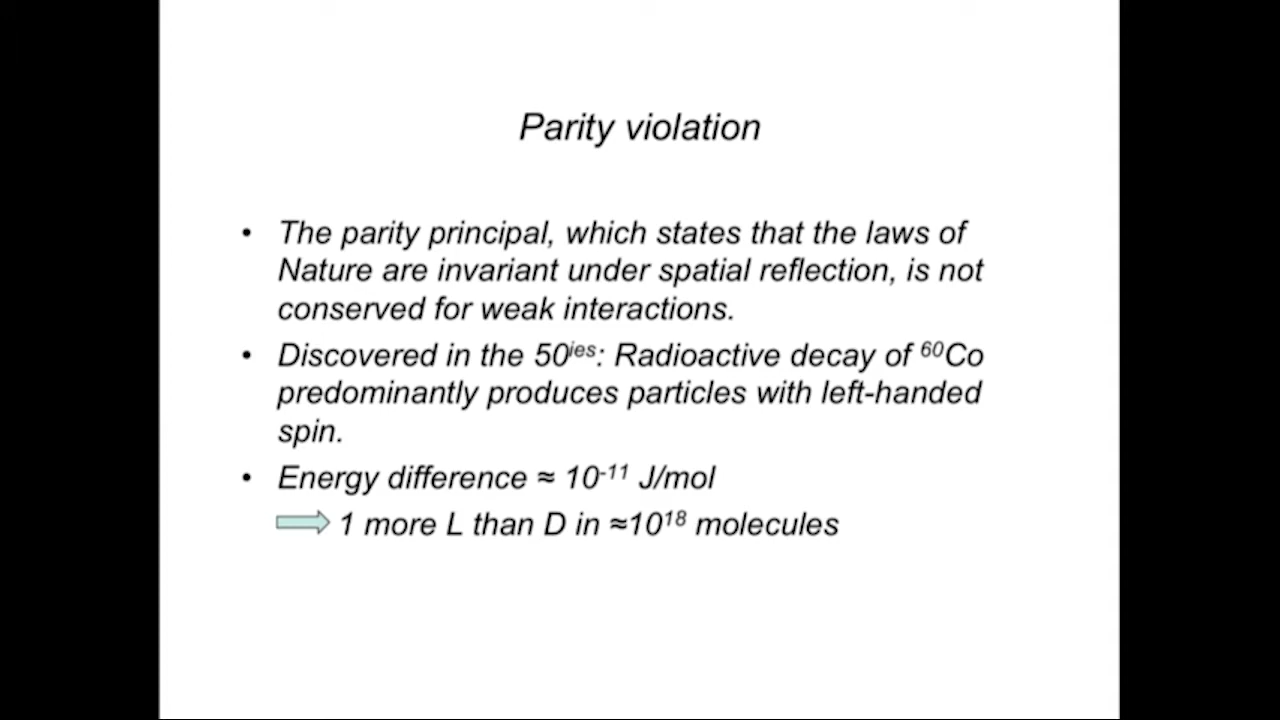 Parity violation
• The parity principal, which states that the laws of
Nature are invariant under spatial reflection, is not
conserved for weak interactions.
• Discovered in the 50ⁱᵉˢ: Radioactive decay of ⁶⁰Co
predominantly produces particles with left-handed
spin.
• Energy difference ≈ 10⁻¹¹ J/mol
1 more L than D in ≈10¹⁸ molecules